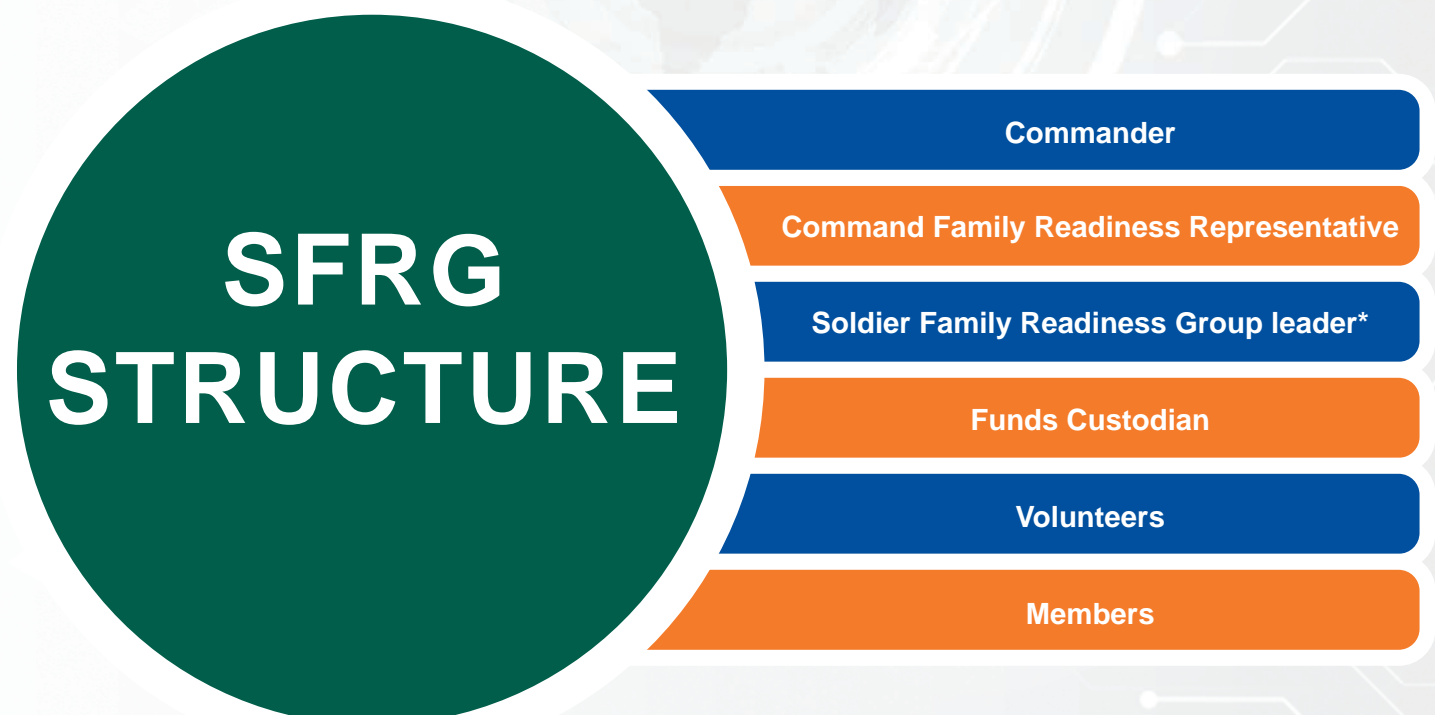 SFRG
STRUCTURE
Commander
Command Family Readiness Representative
Soldier Family Readiness Group leader*
Funds Custodian
Volunteers
Members